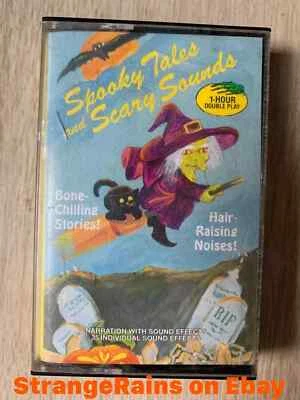 Spooky Tales
and Scary Sounds
1-HOUR
DOUBLE PLAY
Bone-
Chilling
Stories!
Hair-
Raising
Noises!
RIP
NARRATION WITH SOUND EFFECTS
35 INDIVIDUAL SOUND EFFECTS
StrangeRains on Ebay